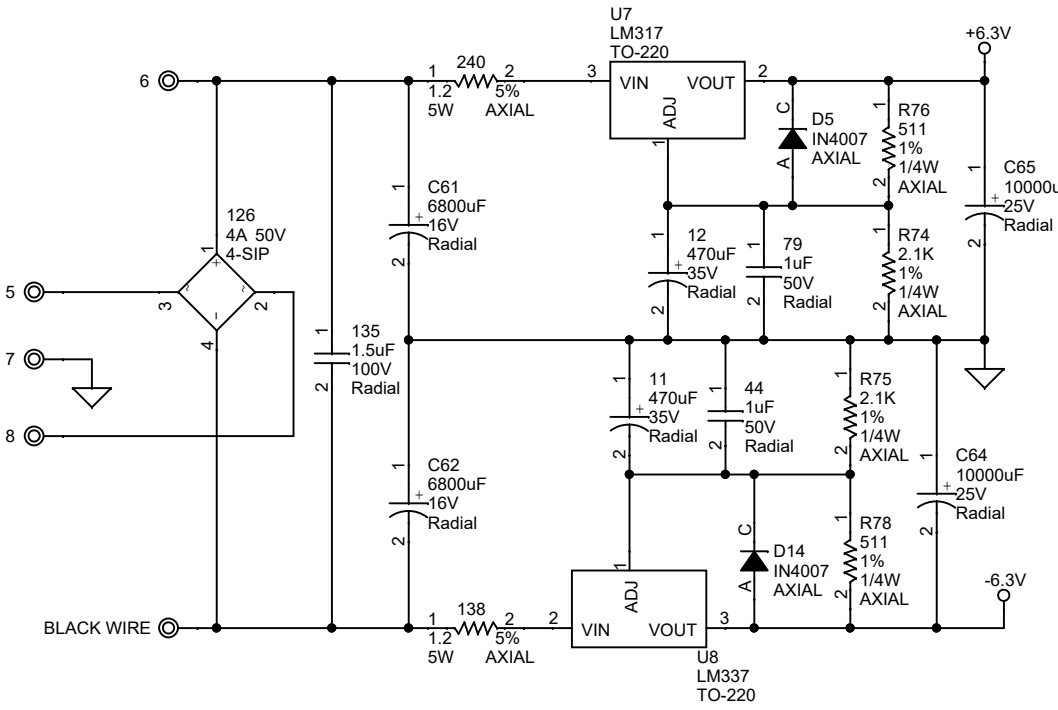 U7
LM317
TO-220
+6.3V
6
1
240
2
1.2
5%
5W
AXIAL
3
VIN
VOUT
2
ADJ
1
C
D5
IN4007
AXIAL
A
1
R76
511
1%
1/4W
AXIAL
2
1
C65
10000u
+
25V
Radial
2
1
C61
6800uF
+
16V
Radial
2
126
4A 50V
4-SIP
1
+
~
~
-
5
3
2
4
1
12
470uF
+
35V
Radial
2
1
79
1uF
50V
Radial
2
1
R74
2.1K
1%
1/4W
AXIAL
2
7
1
135
1.5uF
100V
Radial
2
8
1
11
470uF
+
35V
Radial
2
1
44
1uF
50V
Radial
2
1
R75
2.1K
1%
1/4W
AXIAL
2
1
C64
10000uF
+
25V
Radial
2
1
C62
6800uF
+
16V
Radial
2
C
D14
IN4007
AXIAL
A
1
R78
511
1%
1/4W
AXIAL
2
-6.3V
BLACK WIRE
1
138
2
1.2
5%
5W
AXIAL
2
1
ADJ
VIN
VOUT
3
U8
LM337
TO-220